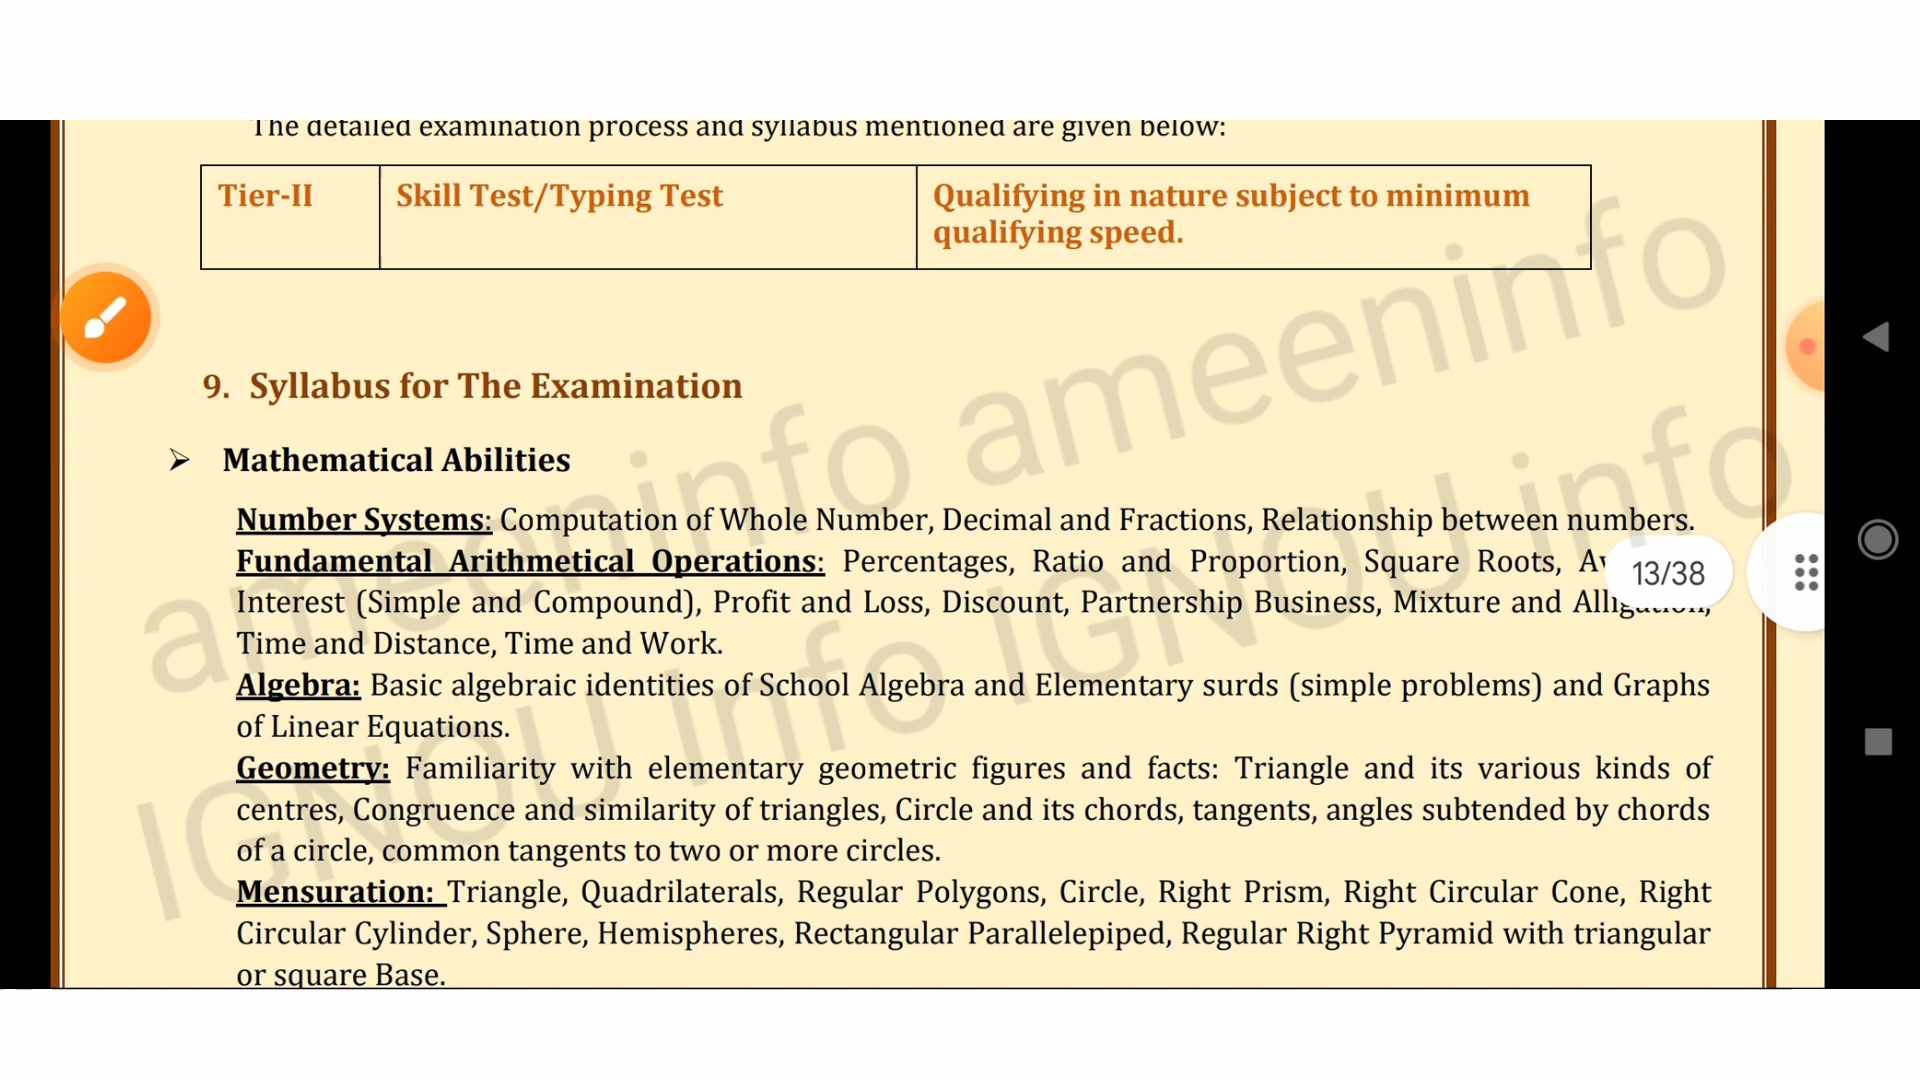 The detailed examination process and syllabus mentioned are given below:
Tier-II
Skill Test/Typing Test
Qualifying in nature subject to minimum
qualifying speed.
9. Syllabus for The Examination
➢ Mathematical Abilities
Number Systems: Computation of Whole Number, Decimal and Fractions, Relationship between numbers.
Fundamental Arithmetical Operations: Percentages, Ratio and Proportion, Square Roots,
13/38
Interest (Simple and Compound), Profit and Loss, Discount, Partnership Business, Mixture and Alligation,
Time and Distance, Time and Work.
Algebra: Basic algebraic identities of School Algebra and Elementary surds (simple problems) and Graphs
of Linear Equations.
Geometry: Familiarity with elementary geometric figures and facts: Triangle and its various kinds of
centres, Congruence and similarity of triangles, Circle and its chords, tangents, angles subtended by chords
of a circle, common tangents to two or more circles.
Mensuration: Triangle, Quadrilaterals, Regular Polygons, Circle, Right Prism, Right Circular Cone, Right
Circular Cylinder, Sphere, Hemispheres, Rectangular Parallelepiped, Regular Right Pyramid with triangular
or square Base.
ameeninfo ameeninfo
IGNOU info IGNOU info